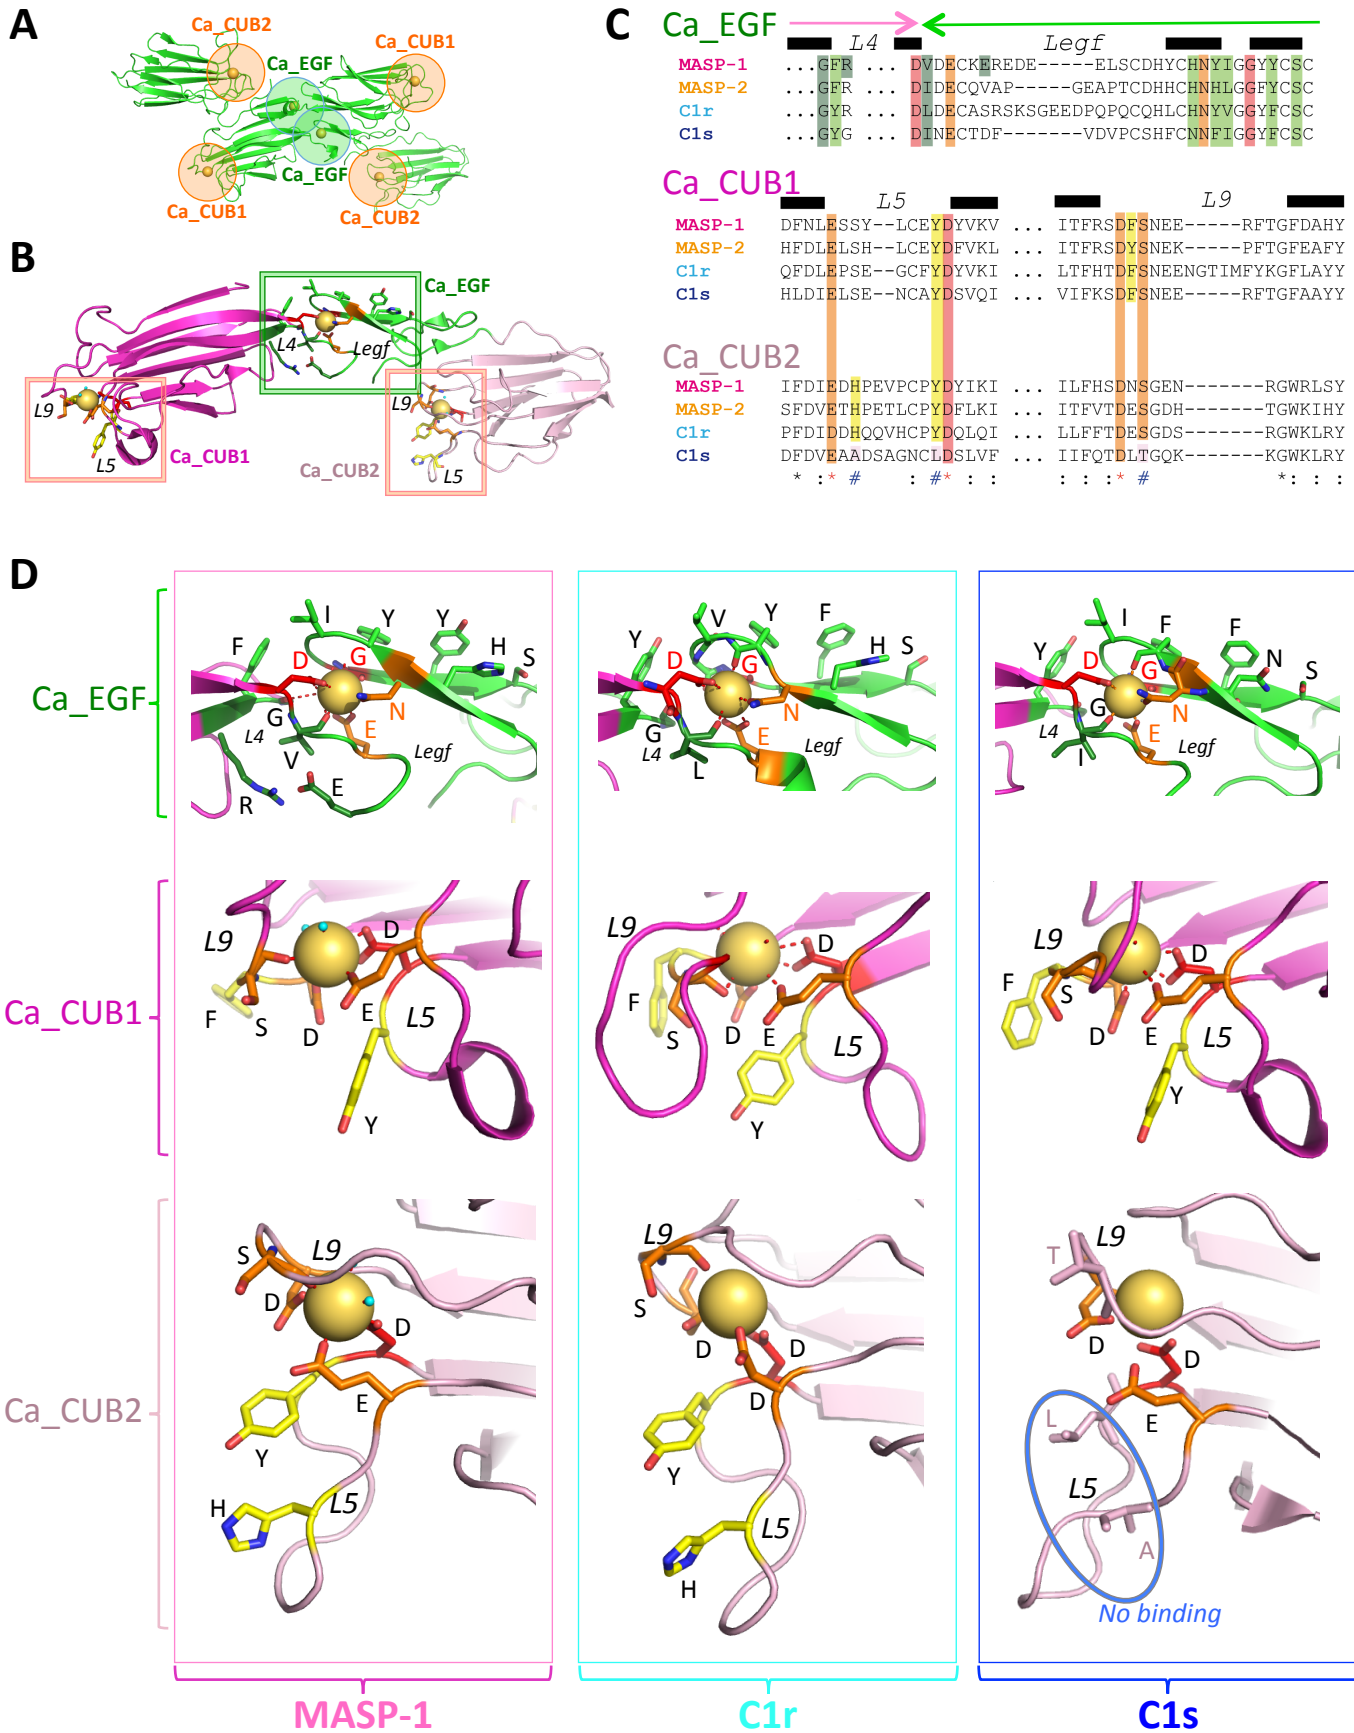 A
Ca_CUB2
Ca_CUB1
Ca_EGF
Ca_EGF
Ca_CUB1
Ca_CUB2
B
Ca_EGF
L4
Legf
L9
L9
L5
Ca_CUB1
Ca_CUB2
L5
C
Ca_EGF
L4
Legf
MASP-1 ...GFR ... DVDECKEREDE-----ELSCDHYCHNYIGGYYCSC
MASP-2 ...GFR ... DIDECQVAP-----GEAPTCDHHCHNHLGGFYCSC
C1r ...GYR ... DLDECASRSKSGEEDPQPQCQHLCHNYVGGYFCSC
C1s ...GYG ... DINECTDF-------VDVPCSHFCNNFIGGYFCSC
Ca_CUB1
L5
L9
MASP-1 DFNLESSY--LCEYDYVKV ... ITFRSDFSNEE-----RFTGFDAHY
MASP-2 HFDLELSH--LCEYDFVKL ... ITFRSDYSNEK-----PFTGFEAFY
C1r QFDLEPSE--GCFYDYVKI ... LTFHTDFSNEENGTIMFYKGFLAYY
C1s HLDIELSE--NCAYDSVQI ... VIFKSDFSNEE-----RFTGFAAYY
Ca_CUB2
MASP-1 IFDIEDHPEVPCPYDYIKI ... ILFHSDNSGEN------RGWRLSY
MASP-2 SFDVETHPETLCPYDFLKI ... ITFVTDESGDH------TGWKIHY
C1r PFDIDDHQQVHCPYDQLQI ... LLFFTDESGDS------RGWKLRY
C1s DFDVEAADSAGNCLDSLVF ... IIFQTDLTGQK------KGWKLRY
* :* # : #* : : : : : * # * : :
D
Ca_EGF
I
Y
Y
F
H
D
G
S
G
N
L4
E
Legf
V
R
E
V
Y
F
Y
D
G
H
S
N
G
L4
E
Legf
L
I
F
F
Y
D
G
N
S
G
N
L4
E
Legf
I
Ca_CUB1
L9
D
F
S
D
E
L5
Y
L9
D
F
S
D
E
L5
Y
L9
D
F
S
D
E
L5
Y
Ca_CUB2
S
L9
D
D
E
Y
H
L5
L9
S
D
D
D
Y
L5
H
L9
T
D
D
L
E
L5
A
No binding
MASP-1
C1r
C1s